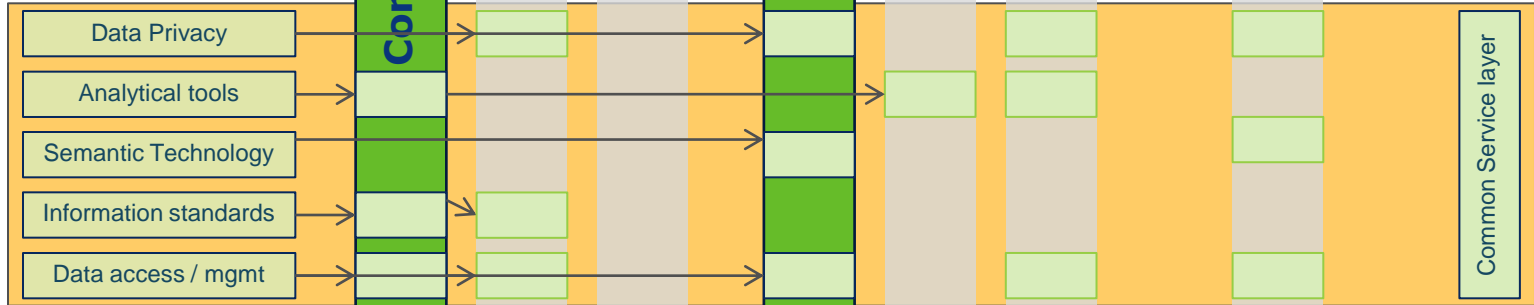 Data Privacy
Analytical tools
Semantic Technology
Information standards
Data access / mgmt
Common Service layer